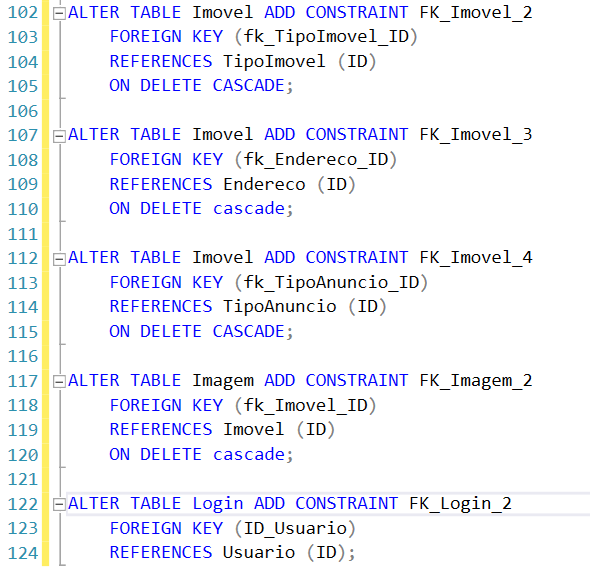 102 ALTER TABLE Imovel ADD CONSTRAINT FK_Imovel_2
103 FOREIGN KEY (fk_TipoImovel_ID)
104 REFERENCES TipoImovel (ID)
105 ON DELETE CASCADE;
106
107 ALTER TABLE Imovel ADD CONSTRAINT FK_Imovel_3
108 FOREIGN KEY (fk_Endereco_ID)
109 REFERENCES Endereco (ID)
110 ON DELETE cascade;
111
112 ALTER TABLE Imovel ADD CONSTRAINT FK_Imovel_4
113 FOREIGN KEY (fk_TipoAnuncio_ID)
114 REFERENCES TipoAnuncio (ID)
115 ON DELETE CASCADE;
116
117 ALTER TABLE Imagem ADD CONSTRAINT FK_Imagem_2
118 FOREIGN KEY (fk_Imovel_ID)
119 REFERENCES Imovel (ID)
120 ON DELETE cascade;
121
122 ALTER TABLE Login ADD CONSTRAINT FK_Login_2
123 FOREIGN KEY (ID_Usuario)
124 REFERENCES Usuario (ID);